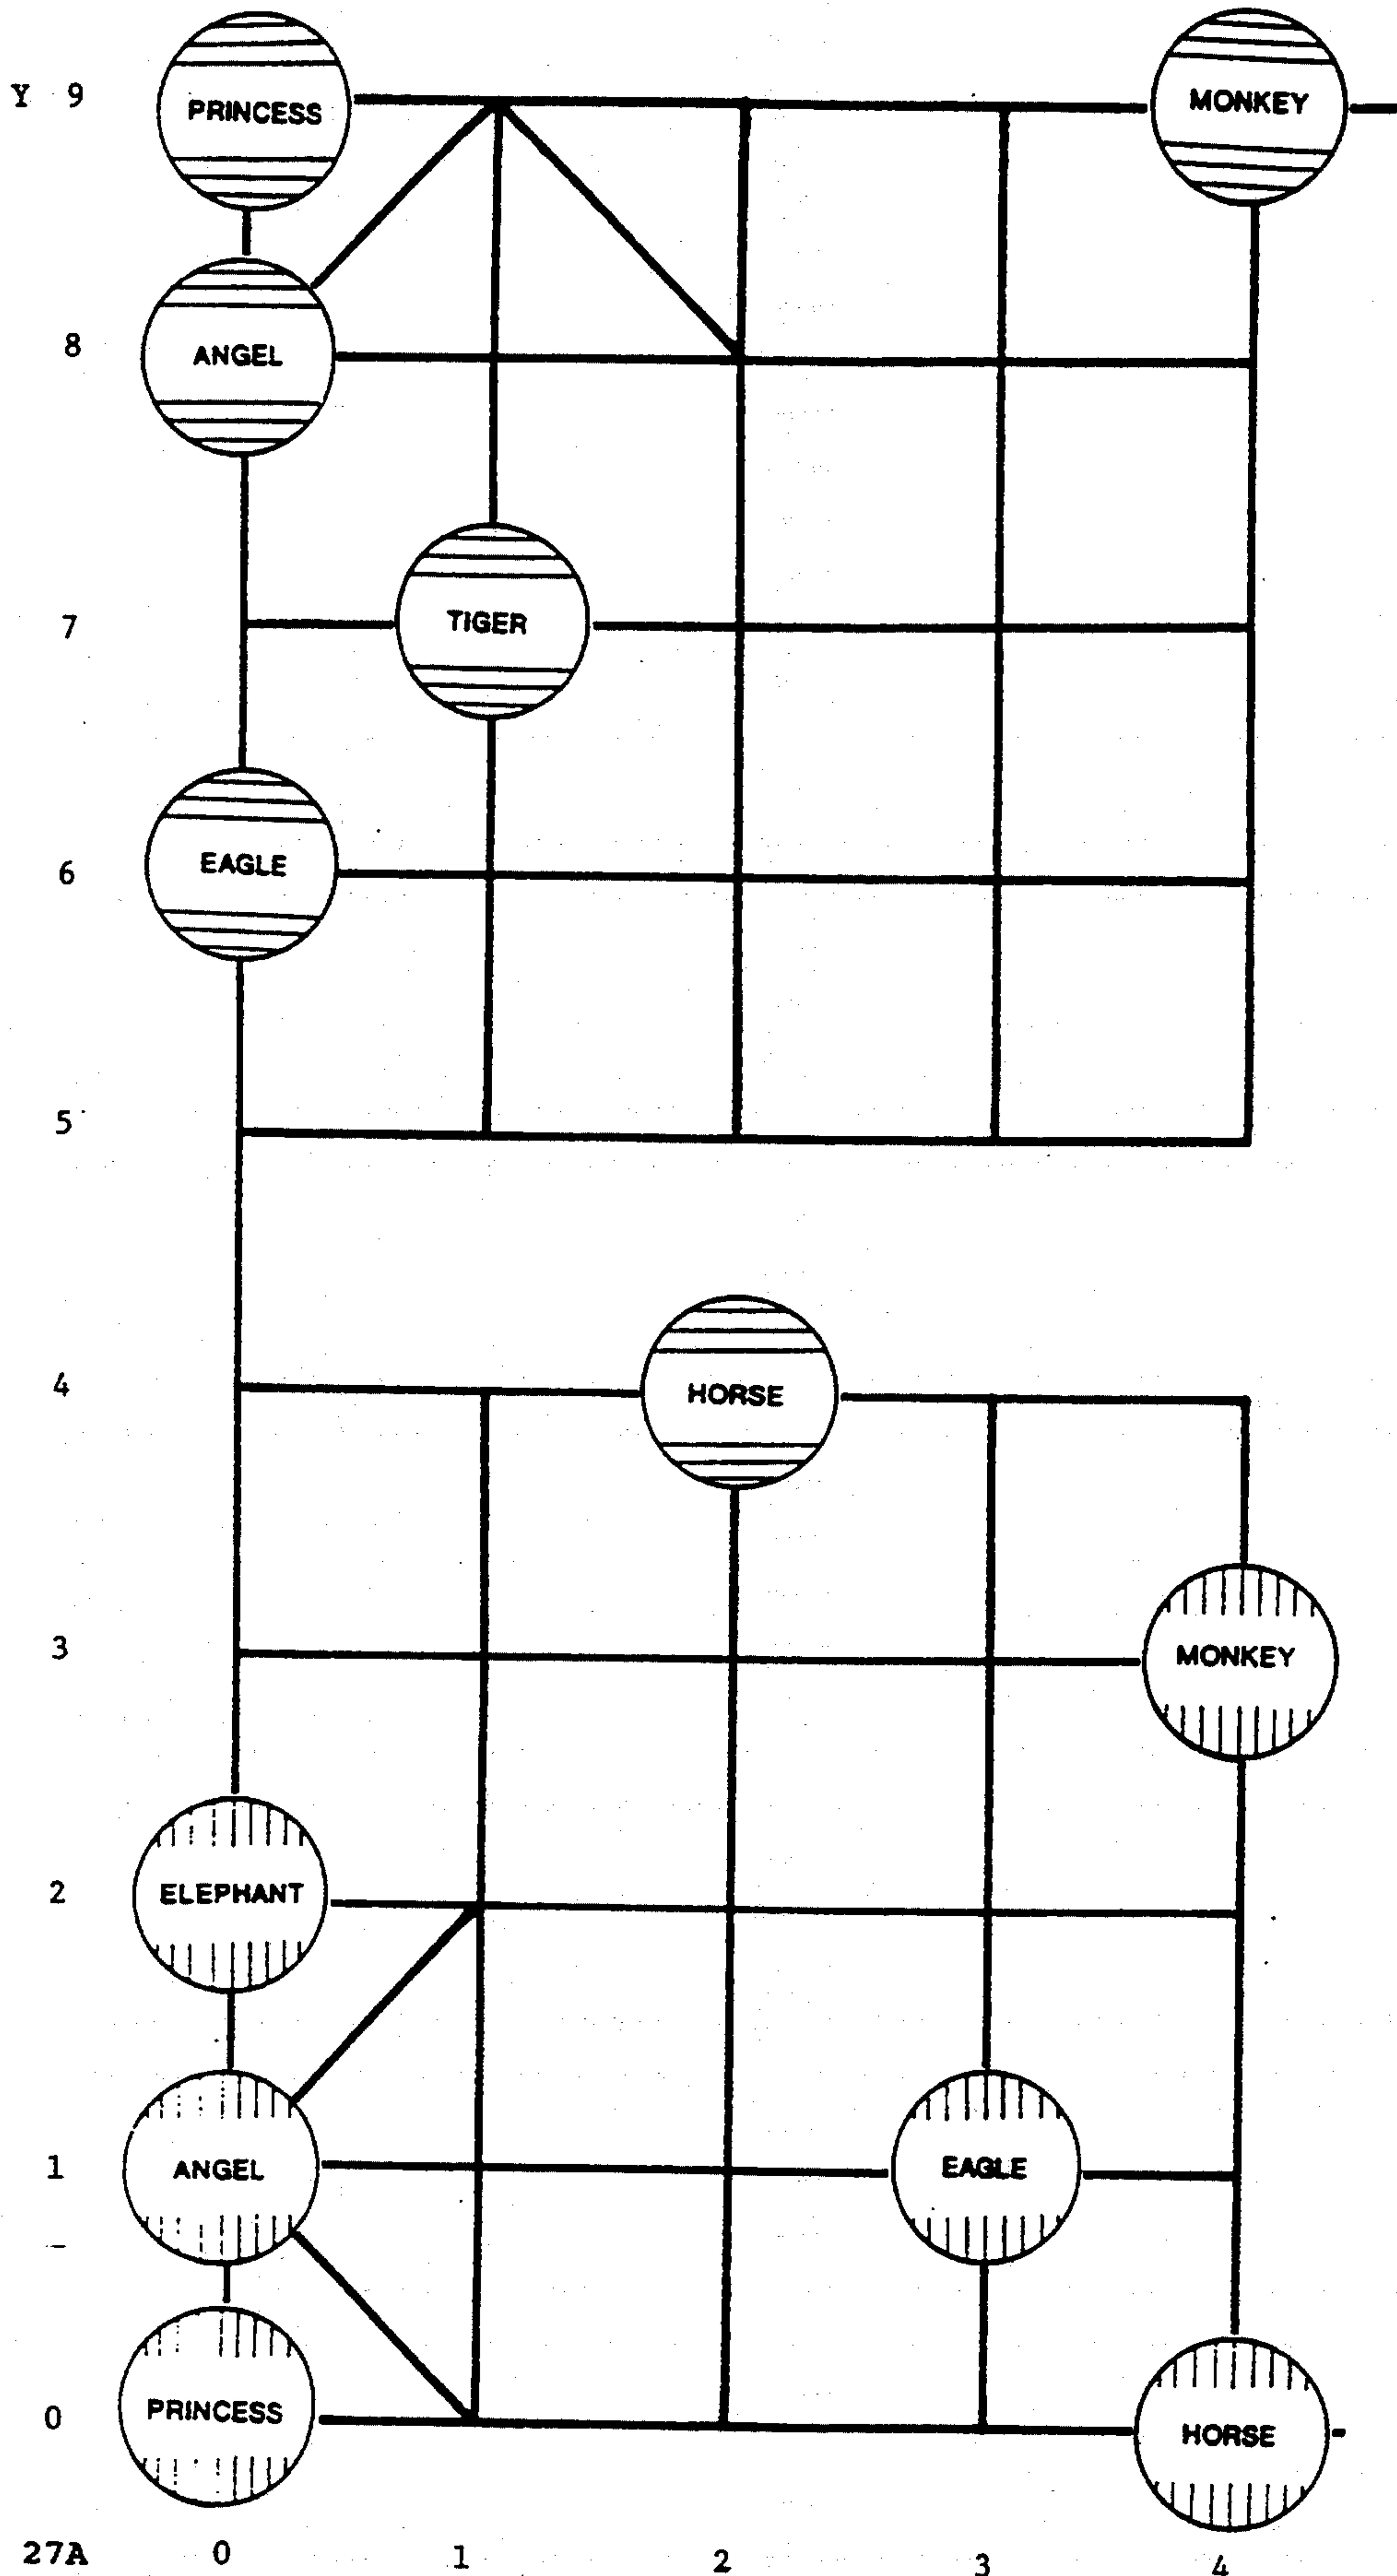 Y 9 PRINCESS MONKEY
8 ANGEL
7 TIGER
6 EAGLE
5
4 HORSE
3 MONKEY
2 ELEPHANT
1 ANGEL EAGLE
0 PRINCESS HORSE
27A 0 1 2 3 4